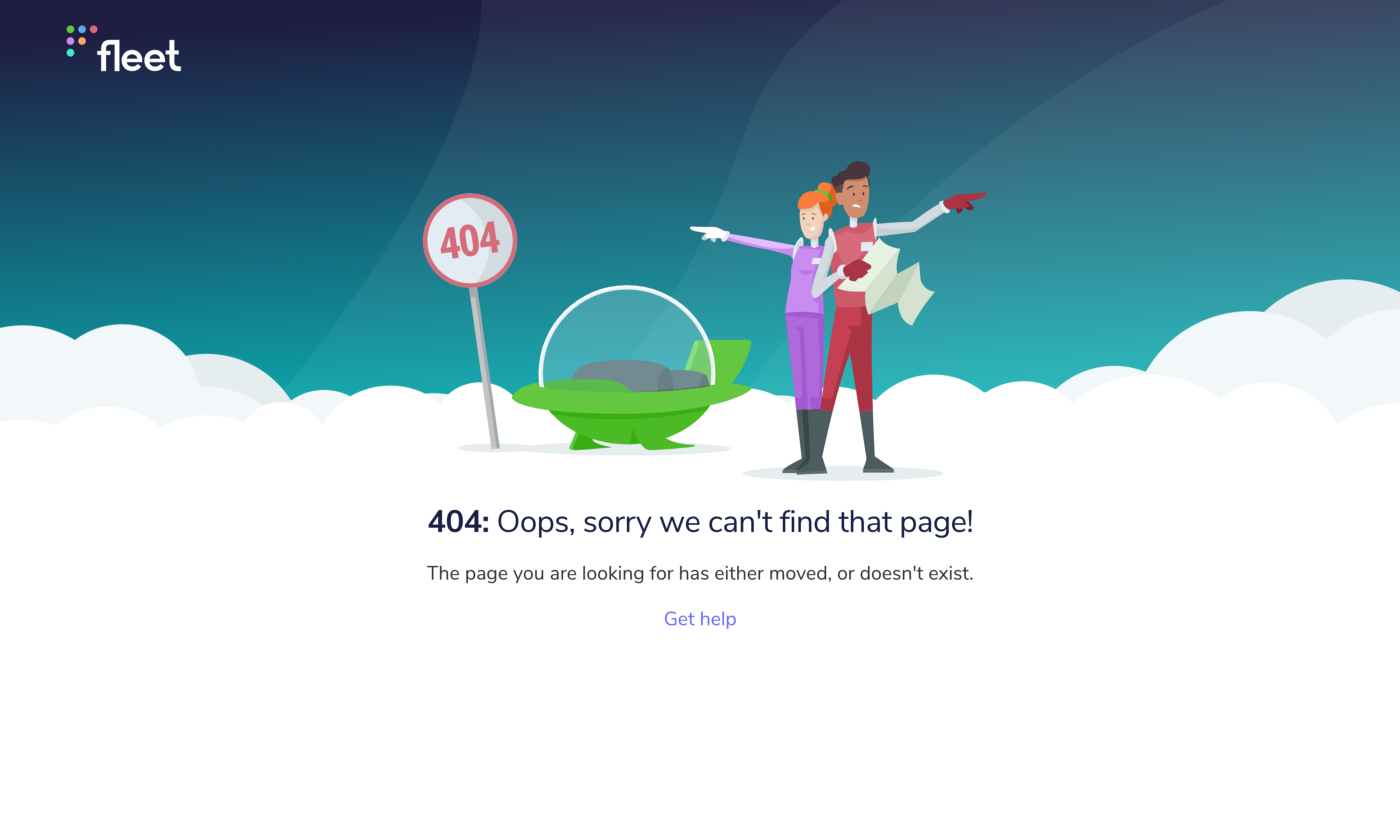 fleet
404
404: Oops, sorry we can't find that page!
The page you are looking for has either moved, or doesn't exist.
Get help